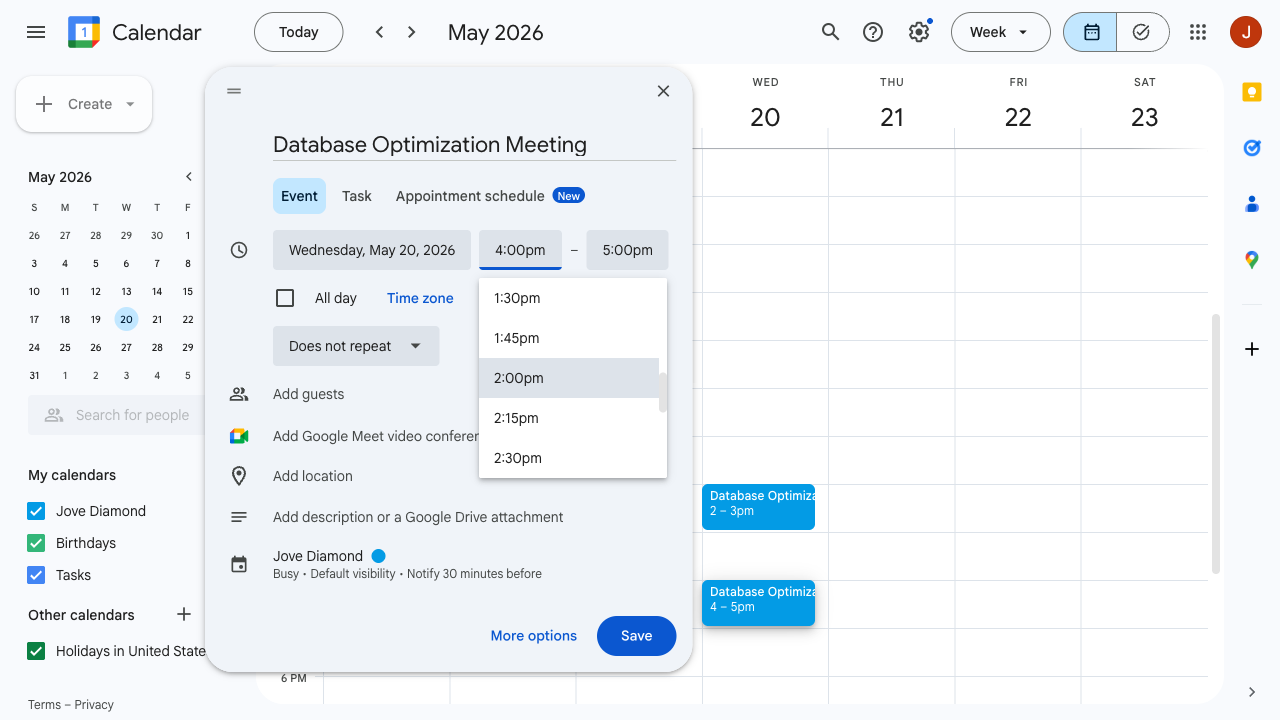 1
Calendar
Today
May 2026
Week
J
Create
May 2026
S M T W T F
26 27 28 29 30 1
3 4 5 6 7 8
10 11 12 13 14 15
17 18 19 20 21 22
24 25 26 27 28 29
31 1 2 3 4 5
Search for people
My calendars
Jove Diamond
Birthdays
Tasks
Other calendars
Holidays in United State
Terms – Privacy
Database Optimization Meeting
Event
Task
Appointment schedule
New
Wednesday, May 20, 2026
4:00pm
–
5:00pm
All day
Time zone
Does not repeat
1:30pm
1:45pm
2:00pm
2:15pm
2:30pm
Add guests
Add Google Meet video conferen
Add location
Add description or a Google Drive attachment
Jove Diamond
Busy • Default visibility • Notify 30 minutes before
More options
Save
WED
20
THU
21
FRI
22
SAT
23
Database Optimiza
2 – 3pm
Database Optimiza
4 – 5pm
6 PM